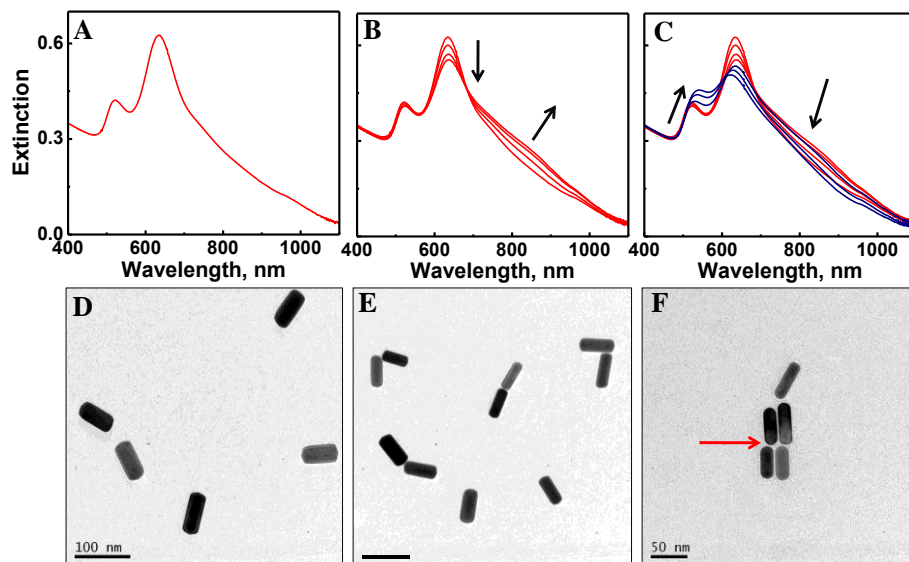 A
B
C
Extinction
0.6
0.3
0.0
400 600 800 1000
400 600 800 1000
400 600 800 1000
Wavelength, nm
Wavelength, nm
Wavelength, nm
D
E
F
100 nm
50 nm